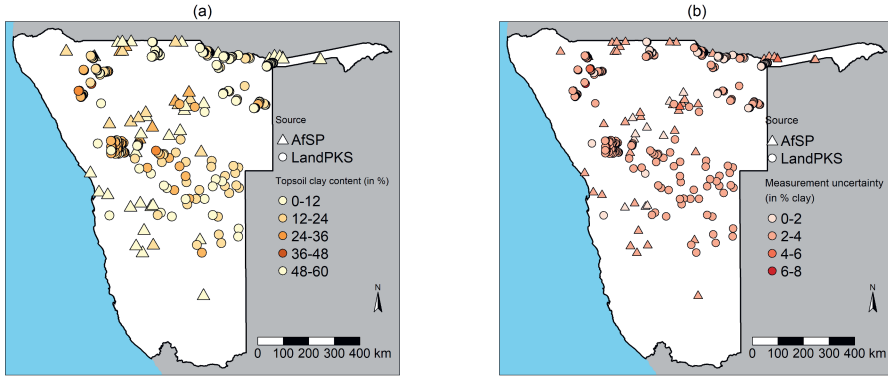 (a)
Source
AfSP
LandPKS
Topsoil clay content (in %)
0-12
12-24
24-36
36-48
48-60
N
0 100 200 300 400 km
(b)
Source
AfSP
LandPKS
Measurement uncertainty
(in % clay)
0-2
2-4
4-6
6-8
N
0 100 200 300 400 km